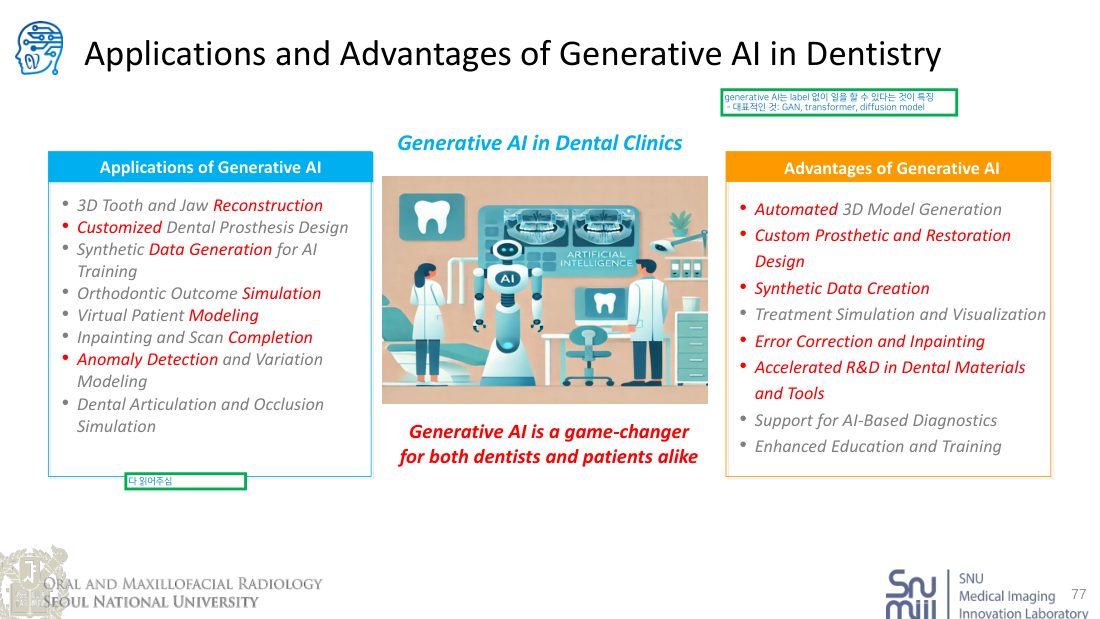 Applications and Advantages of Generative AI in Dentistry
generative AI는 label 없이 일을 할 수 있다는 것이 특징
- 대표적인 것: GAN, transformer, diffusion model
Generative AI in Dental Clinics
Applications of Generative AI
• 3D Tooth and Jaw Reconstruction
• Customized Dental Prosthesis Design
• Synthetic Data Generation for AI
Training
• Orthodontic Outcome Simulation
• Virtual Patient Modeling
• Inpainting and Scan Completion
• Anomaly Detection and Variation
Modeling
• Dental Articulation and Occlusion
Simulation
다 읽어주심
ARTIFICIAL
INTELLIGENCE
AI
Generative AI is a game-changer
for both dentists and patients alike
Advantages of Generative AI
• Automated 3D Model Generation
• Custom Prosthetic and Restoration
Design
• Synthetic Data Creation
• Treatment Simulation and Visualization
• Error Correction and Inpainting
• Accelerated R&D in Dental Materials
and Tools
• Support for AI-Based Diagnostics
• Enhanced Education and Training
ORAL AND MAXILLOFACIAL RADIOLOGY
SEOUL NATIONAL UNIVERSITY
SNU
mill
SNU
Medical Imaging
Innovation Laboratory
77